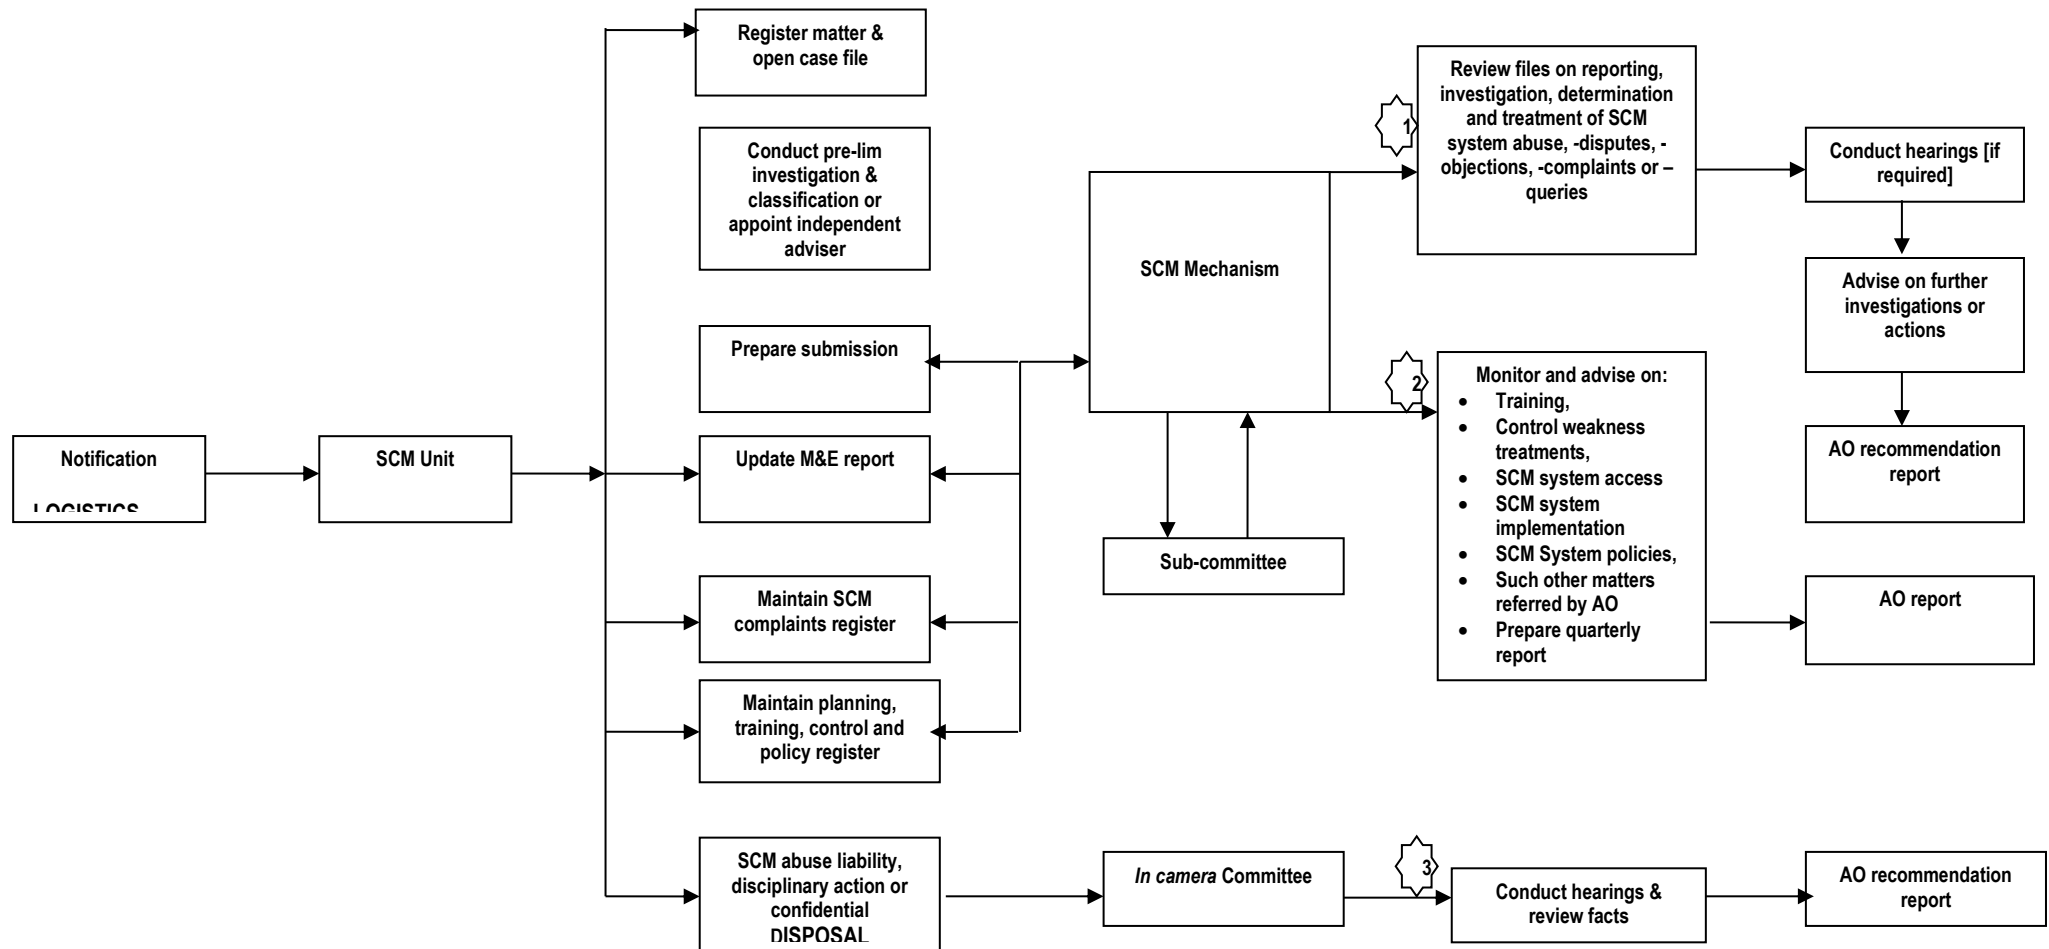 Register matter &
open case file
Conduct pre-lim
investigation &
classification or
appoint independent
adviser
Prepare submission
Notification
LOGISTICS
SCM Unit
Update M&E report
Maintain SCM
complaints register
Maintain planning,
training, control and
policy register
SCM abuse liability,
disciplinary action or
confidential
DISPOSAL
SCM Mechanism
Sub-committee
In camera Committee
1
Review files on reporting,
investigation, determination
and treatment of SCM
system abuse, -disputes, -
objections, -complaints or –
queries
Conduct hearings [if
required]
Advise on further
investigations or
actions
AO recommendation
report
2
Monitor and advise on:
• Training,
• Control weakness
treatments,
• SCM system access
• SCM system
implementation
• SCM System policies,
• Such other matters
referred by AO
• Prepare quarterly
report
AO report
3
Conduct hearings &
review facts
AO recommendation
report